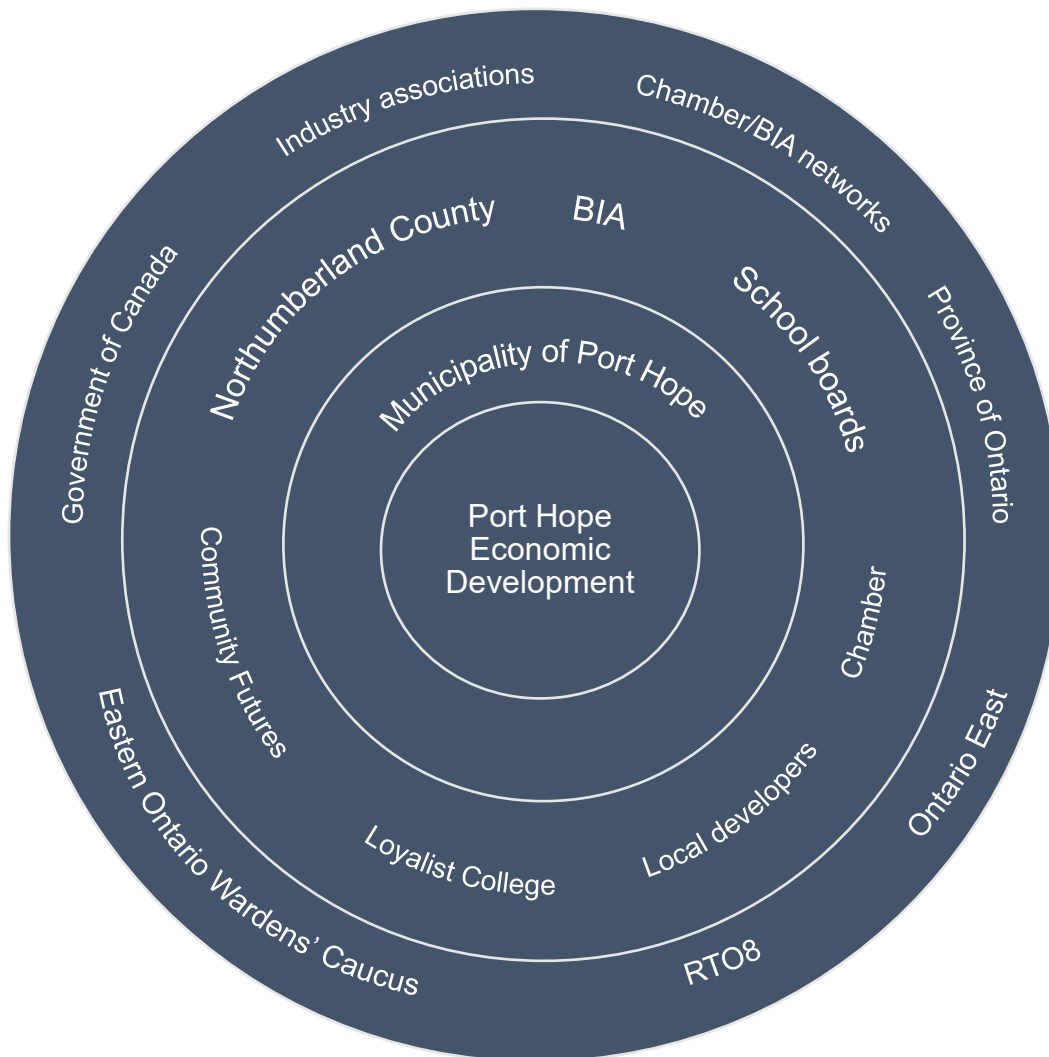 Industry associations
Chamber/BIA networks
Government of Canada
Province of Ontario
Eastern Ontario Wardens’ Caucus
RTO8
Ontario East
Northumberland County
BIA
School boards
Community Futures
Chamber
Loyalist College
Local developers
Municipality of Port Hope
Port Hope
Economic
Development